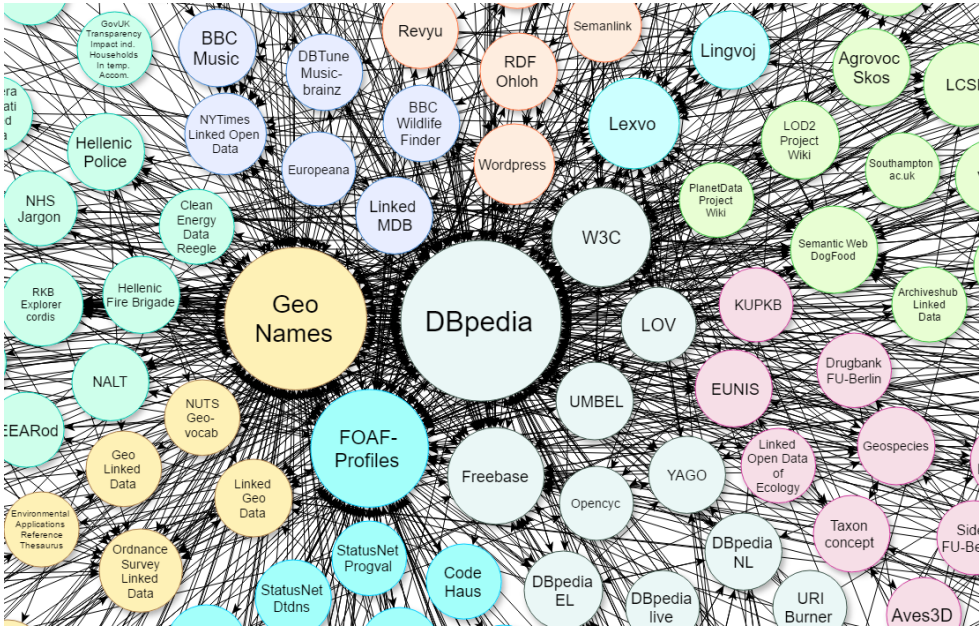 GovUK
Transparency
Impact ind.
Households
In temp.
Accom.
BBC
Music
DBTune
Music-
brainz
Revyu
RDF
Ohloh
Semanlink
Lingvoj
Agrovoc
Skos
Hellenic
Police
NYTimes
Linked Open
Data
BBC
Wildlife
Finder
Lexvo
LOD2
Project
Wiki
Europeana
Wordpress
Southampton
ac.uk
NHS
Jargon
Clean
Energy
Data
Reegle
Linked
MDB
W3C
PlanetData
Project
Wiki
Semantic Web
DogFood
RKB
Explorer
cordis
Hellenic
Fire Brigade
Geo
Names
DBpedia
LOV
KUPKB
Archiveshub
Linked
Data
NALT
NUTS
Geo-
vocab
UMBEL
EUNIS
Drugbank
FU-Berlin
EEARod
Geo
Linked
Data
FOAF-
Profiles
Freebase
YAGO
Linked
Open Data
of
Ecology
Geospecies
Linked
Geo
Data
Opencyc
Environmental
Applications
Reference
Thesaurus
Ordnance
Survey
Linked
Data
StatusNet
Progval
Taxon
concept
StatusNet
Dtdns
Code
Haus
DBpedia
EL
DBpedia
live
DBpedia
NL
URI
Burner
Aves3D